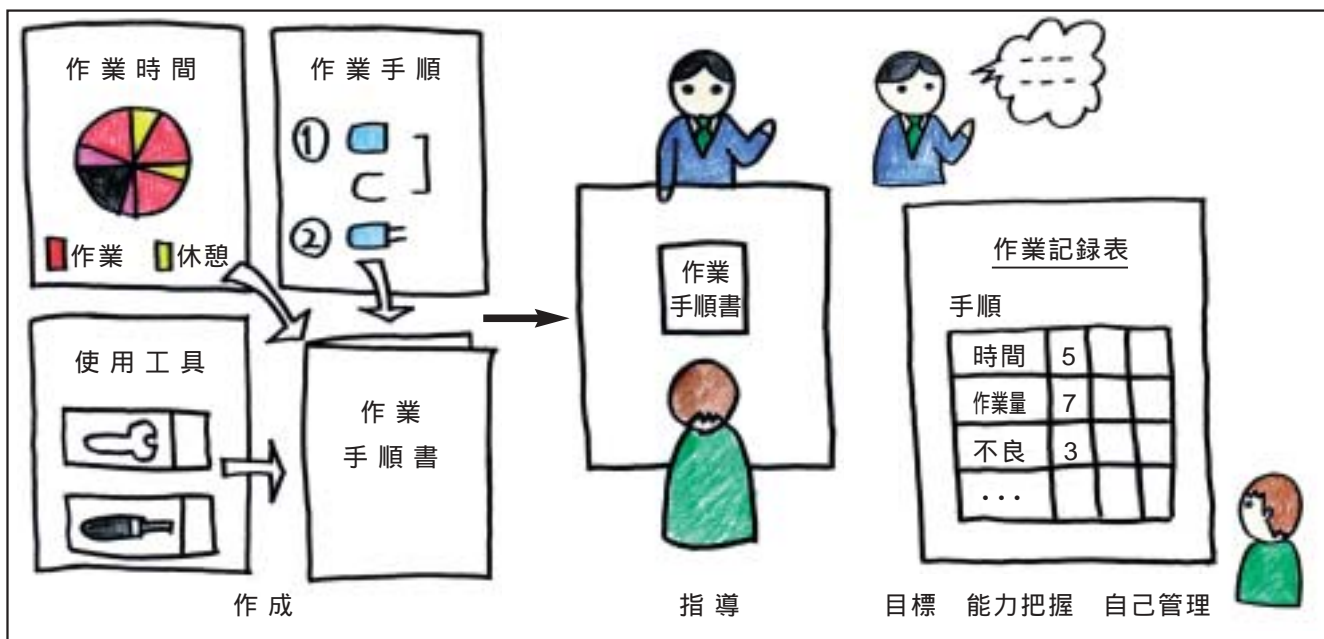 作業時間
作業 休憩
作業手順
①
②
使用工具
作業
手順書
作成
作業
手順書
指導
作業記録表
手順
時間 5
作業量 7
不良 3
・・・
目標 能力把握 自己管理